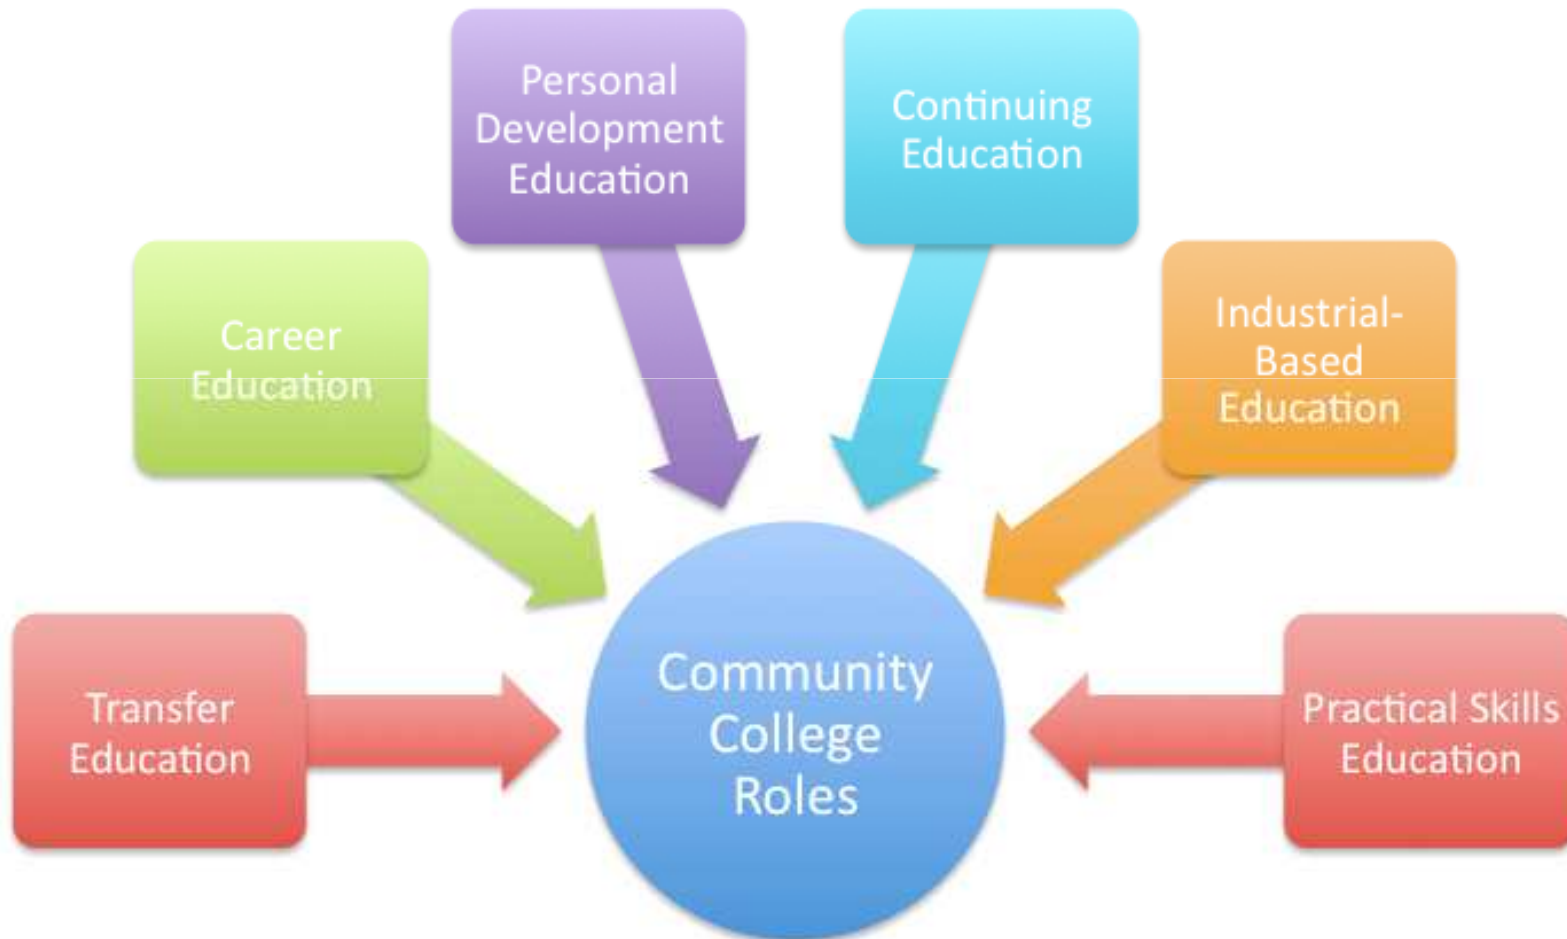 Personal
Development
Education
Continuing
Education
Career
Education
Industrial-
Based
Education
Transfer
Education
Community
College
Roles
Practical Skills
Education